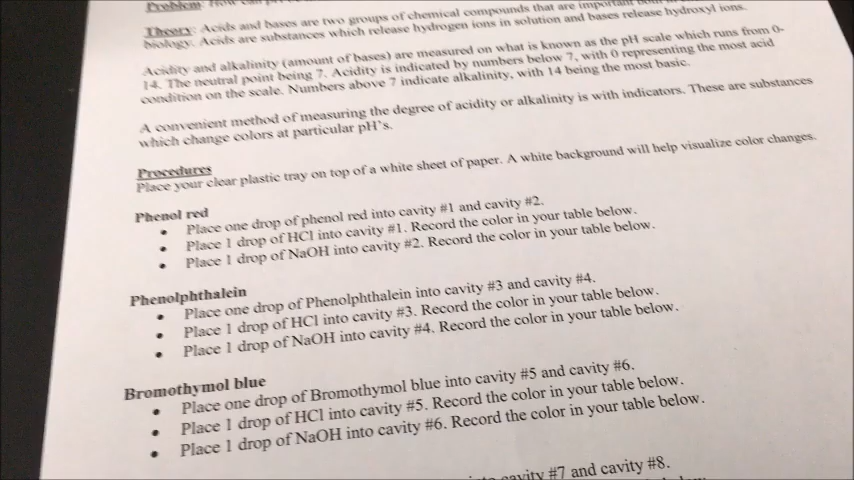 Problem:
Theory: Acids and bases are two groups of chemical compounds that are important
biology. Acids are substances which release hydrogen ions in solution and bases release hydroxyl ions.
Acidity and alkalinity (amount of bases) are measured on what is known as the pH scale which runs from 0-
14. The neutral point being 7. Acidity is indicated by numbers below 7, with 0 representing the most acid
condition on the scale. Numbers above 7 indicate alkalinity, with 14 being the most basic.
A convenient method of measuring the degree of acidity or alkalinity is with indicators. These are substances
which change colors at particular pH's.
Procedures
Place your clear plastic tray on top of a white sheet of paper. A white background will help visualize color changes.
Phenol red
• Place one drop of phenol red into cavity #1 and cavity #2.
• Place 1 drop of HCl into cavity #1. Record the color in your table below.
• Place 1 drop of NaOH into cavity #2. Record the color in your table below.
Phenolphthalein
• Place one drop of Phenolphthalein into cavity #3 and cavity #4.
• Place 1 drop of HCl into cavity #3. Record the color in your table below.
• Place 1 drop of NaOH into cavity #4. Record the color in your table below.
Bromothymol blue
• Place one drop of Bromothymol blue into cavity #5 and cavity #6.
• Place 1 drop of HCl into cavity #5. Record the color in your table below.
• Place 1 drop of NaOH into cavity #6. Record the color in your table below.
cavity #7 and cavity #8.